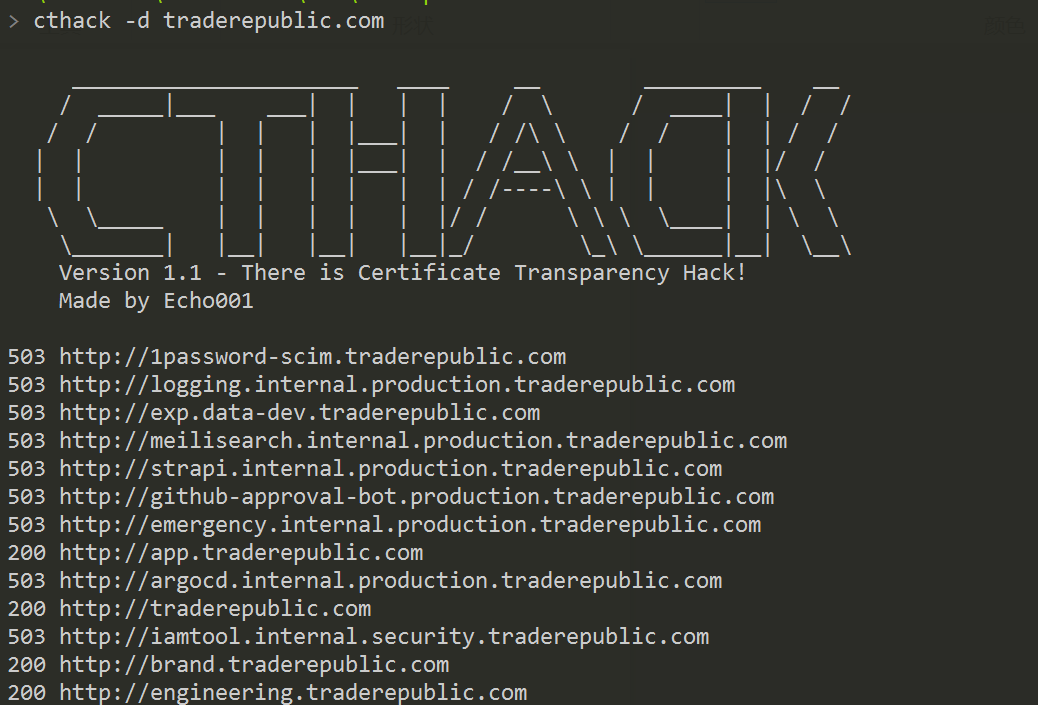 > cthack -d traderepublic.com
Version 1.1 - There is Certificate Transparency Hack!
Made by Echo001
503 http://1password-scim.traderepublic.com
503 http://logging.internal.production.traderepublic.com
503 http://exp.data-dev.traderepublic.com
503 http://meilisearch.internal.production.traderepublic.com
503 http://strapi.internal.production.traderepublic.com
503 http://github-approval-bot.production.traderepublic.com
503 http://emergency.internal.production.traderepublic.com
200 http://app.traderepublic.com
503 http://argocd.internal.production.traderepublic.com
200 http://traderepublic.com
503 http://iamtool.internal.security.traderepublic.com
200 http://brand.traderepublic.com
200 http://engineering.traderepublic.com